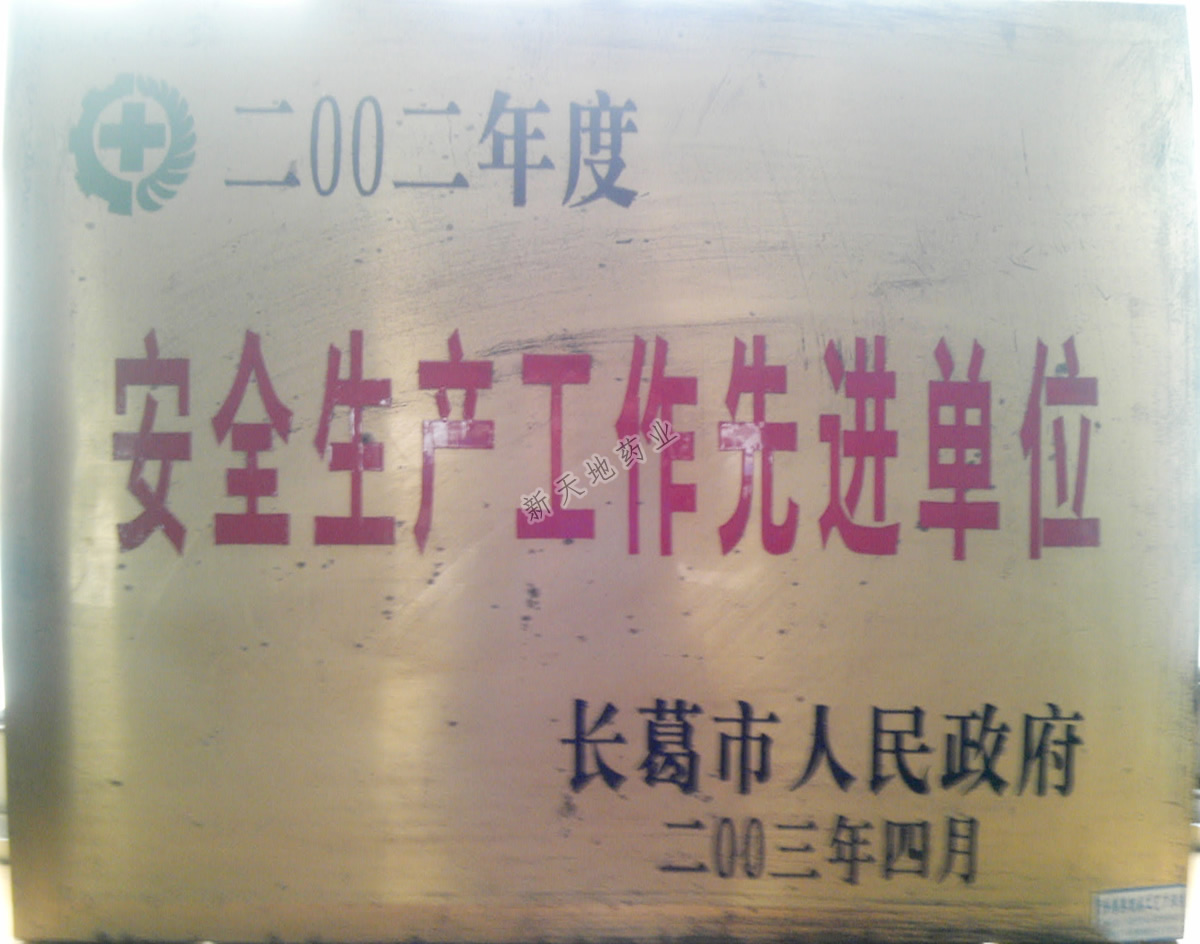 二00二年度
安全生产工作先进单位
新天地药业
长葛市人民政府
二00三年四月